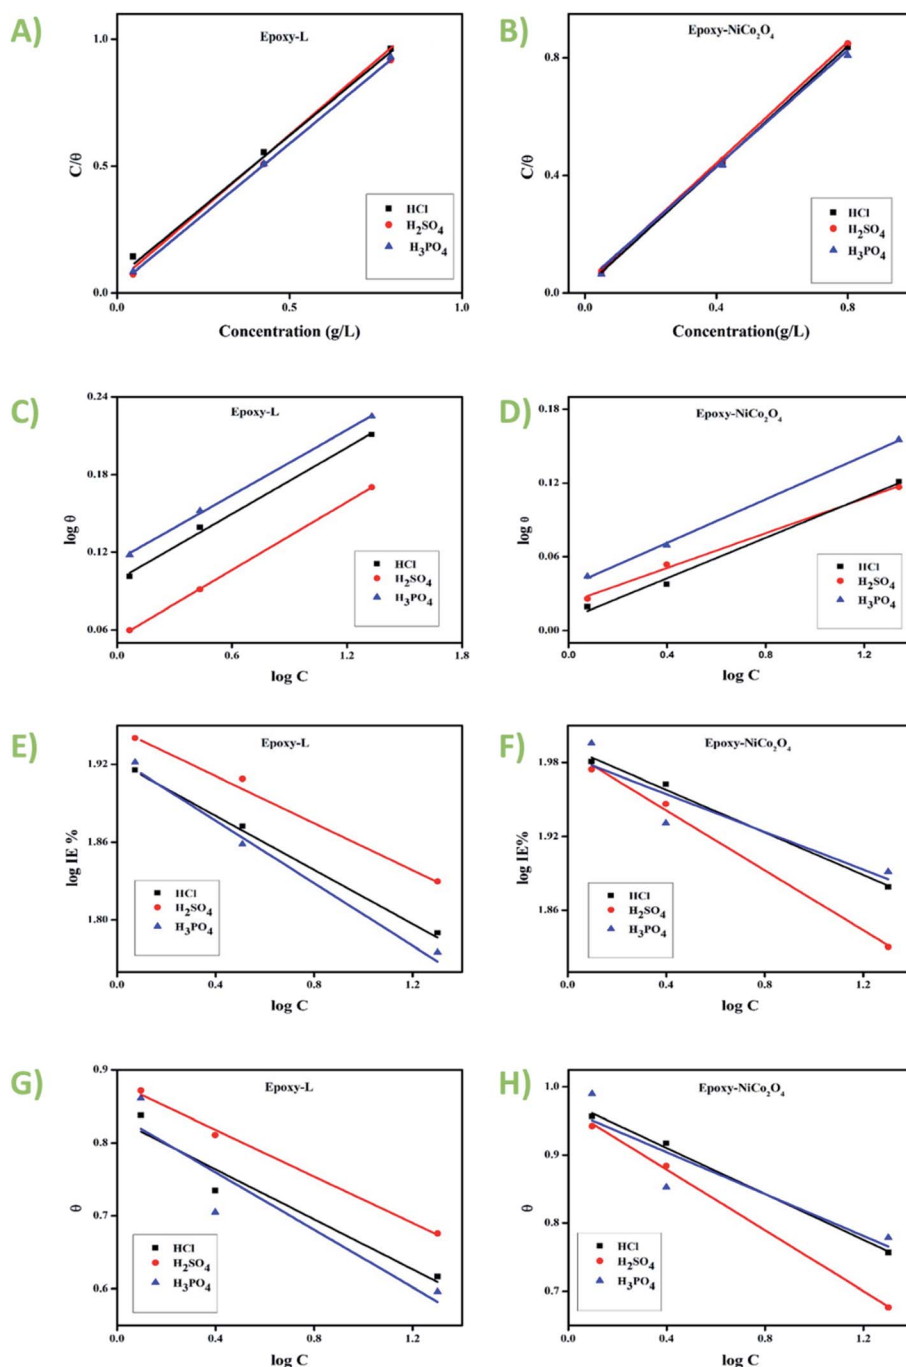 A)
Epoxy-L
1.0
0.5
0.0
C/θ
HCl
H₂SO₄
H₃PO₄
0.0 0.5 1.0
Concentration (g/L)
B)
Epoxy-NiCo₂O₄
0.8
0.4
0.0
C/θ
HCl
H₂SO₄
H₃PO₄
0.0 0.4 0.8
Concentration(g/L)
C)
Epoxy-L
0.24
0.18
0.12
0.06
log θ
HCl
H₂SO₄
H₃PO₄
0.0 0.6 1.2 1.8
log C
D)
Epoxy-NiCo₂O₄
0.18
0.12
0.06
0.00
log θ
HCl
H₂SO₄
H₃PO₄
0.0 0.4 0.8 1.2
log C
E)
Epoxy-L
1.92
1.86
1.80
log IE %
HCl
H₂SO₄
H₃PO₄
0.0 0.4 0.8 1.2
log C
F)
Epoxy-NiCo₂O₄
1.98
1.92
1.86
log IE%
HCl
H₂SO₄
H₃PO₄
0.0 0.4 0.8 1.2
log C
G)
Epoxy-L
0.9
0.8
0.7
0.6
θ
HCl
H₂SO₄
H₃PO₄
0.0 0.4 0.8 1.2
log C
H)
Epoxy-NiCo₂O₄
1.0
0.9
0.8
0.7
θ
HCl
H₂SO₄
H₃PO₄
0.0 0.4 0.8 1.2
log C